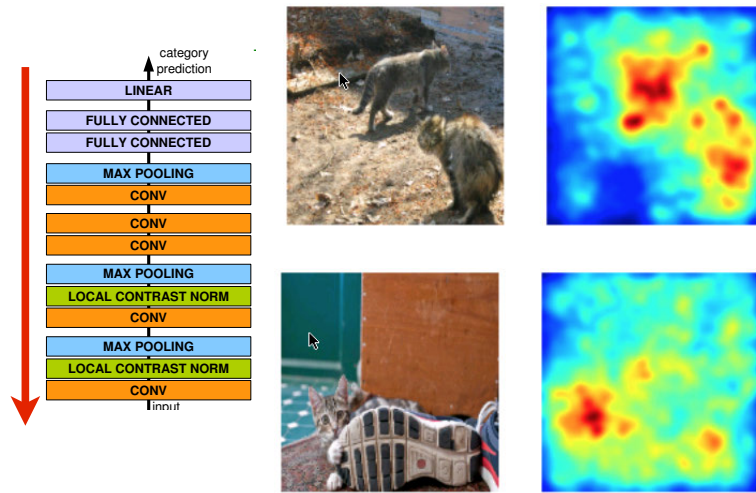 category
prediction
LINEAR
FULLY CONNECTED
FULLY CONNECTED
MAX POOLING
CONV
CONV
CONV
MAX POOLING
LOCAL CONTRAST NORM
CONV
MAX POOLING
LOCAL CONTRAST NORM
CONV
input